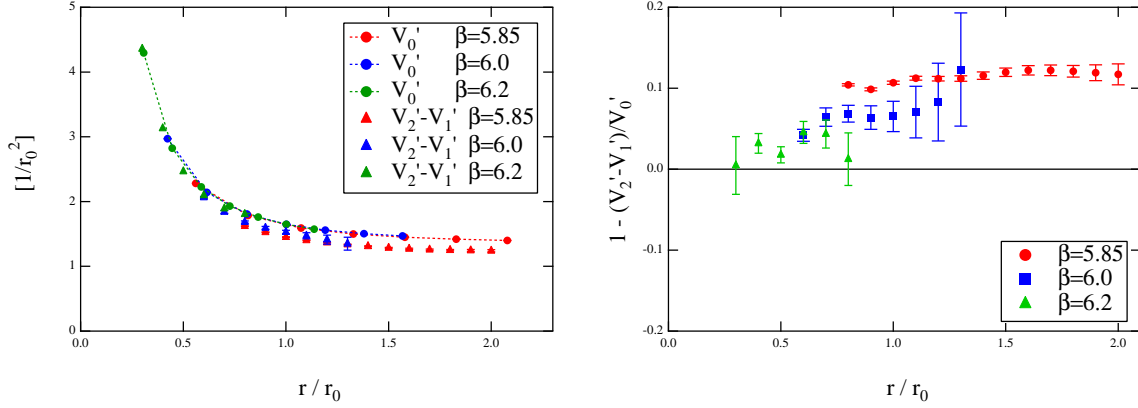 5
4
3
2
1
0
[1/r₀²]
0.0 0.5 1.0 1.5 2.0
r / r₀
V₀' β=5.85
V₀' β=6.0
V₀' β=6.2
V₂'-V₁' β=5.85
V₂'-V₁' β=6.0
V₂'-V₁' β=6.2
0.2
0.1
0.0
-0.1
-0.2
1 - (V₂'-V₁')/V₀'
0.0 0.5 1.0 1.5 2.0
r / r₀
β=5.85
β=6.0
β=6.2